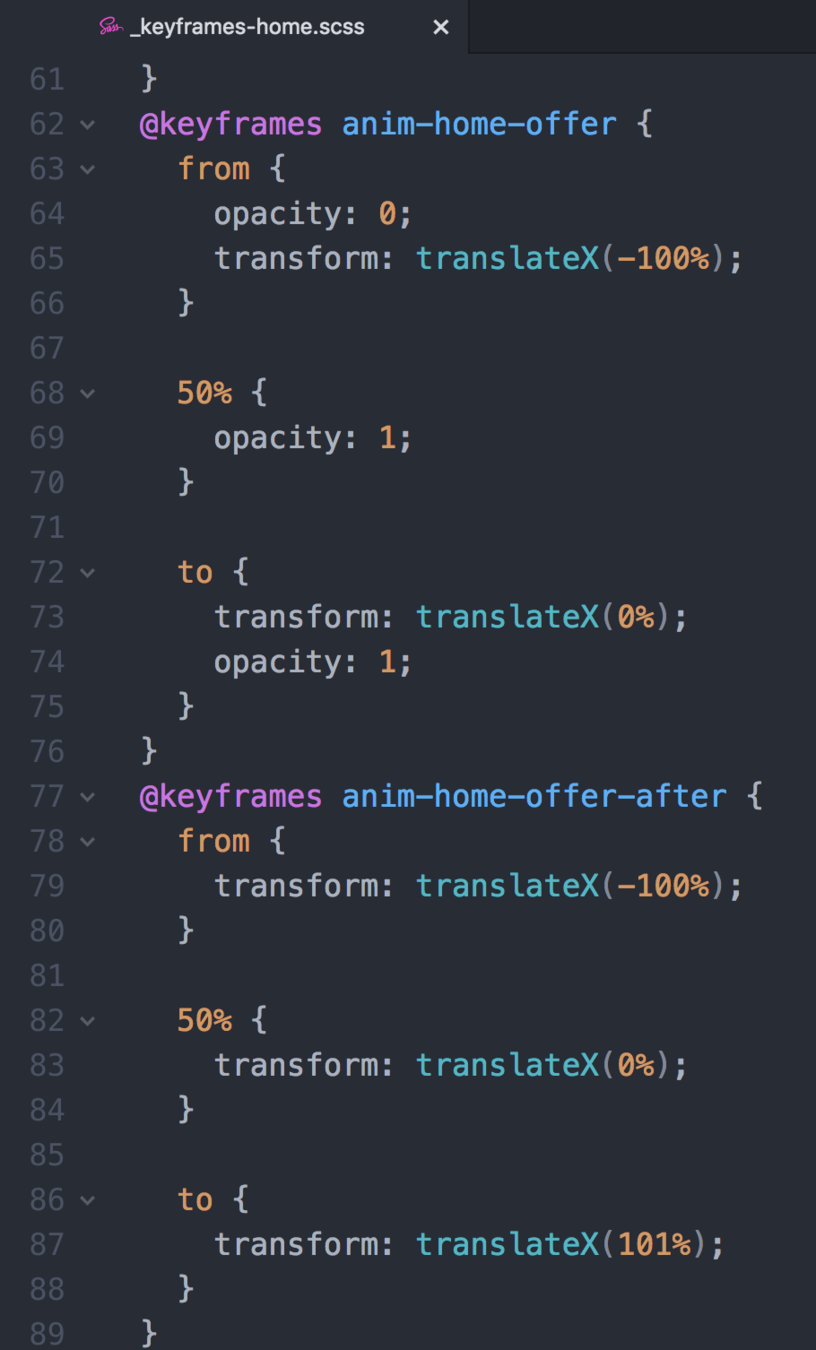 Sass _keyframes-home.scss ×
61 }
62 @keyframes anim-home-offer {
63 from {
64 opacity: 0;
65 transform: translateX(-100%);
66 }
67
68 50% {
69 opacity: 1;
70 }
71
72 to {
73 transform: translateX(0%);
74 opacity: 1;
75 }
76 }
77 @keyframes anim-home-offer-after {
78 from {
79 transform: translateX(-100%);
80 }
81
82 50% {
83 transform: translateX(0%);
84 }
85
86 to {
87 transform: translateX(101%);
88 }
89 }